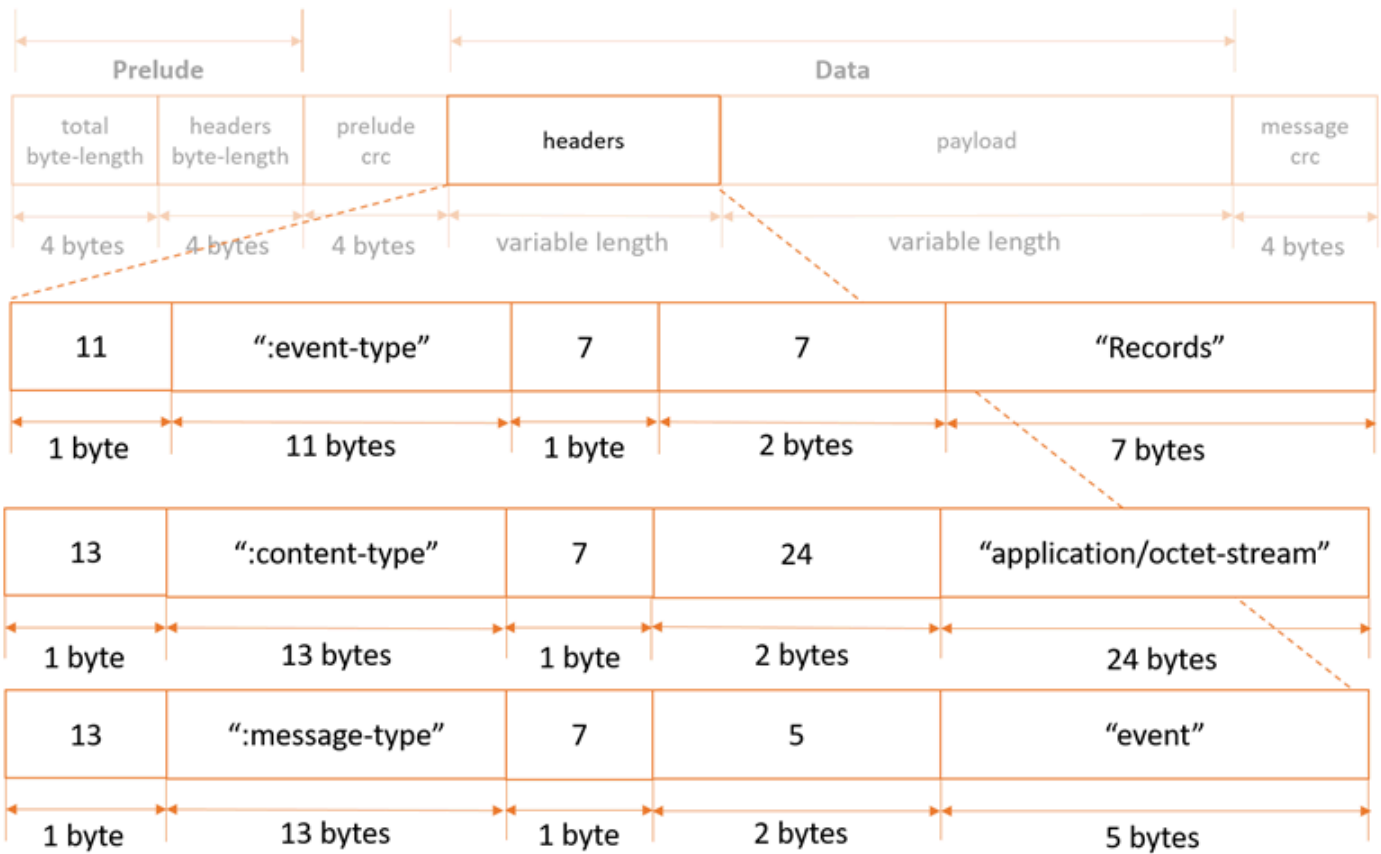 Prelude
Data
total
byte-length
headers
byte-length
prelude
crc
headers
payload
message
crc
4 bytes
4 bytes
4 bytes
variable length
variable length
4 bytes
11
“:event-type”
7
7
“Records”
1 byte
11 bytes
1 byte
2 bytes
7 bytes
13
“:content-type”
7
24
“application/octet-stream”
1 byte
13 bytes
1 byte
2 bytes
24 bytes
13
“:message-type”
7
5
“event”
1 byte
13 bytes
1 byte
2 bytes
5 bytes